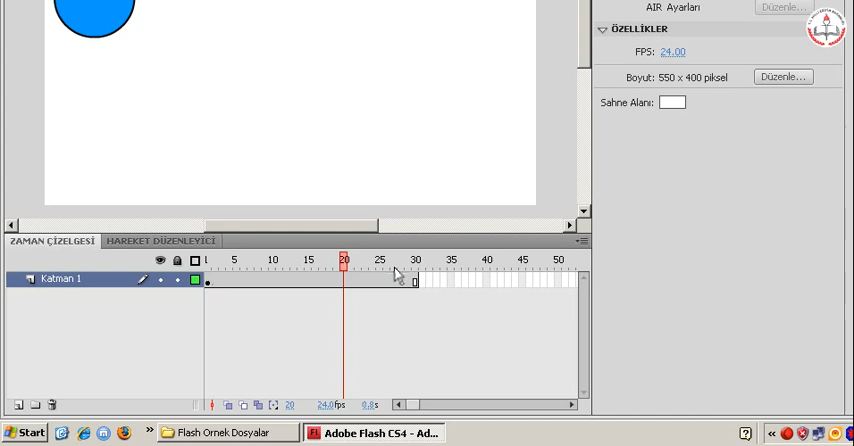 AIR Ayarları Düzenle...
ÖZELLİKLER
FPS: 24.00
Boyut: 550 x 400 piksel Düzenle...
Sahne Alanı:
ZAMAN ÇİZELGESİ HAREKET DÜZENLEYİCİ
1 5 10 15 20 25 30 35 40 45 50
Katman 1
20 24.0fps 0.8s
Start Flash Ornek Dosyalar Adobe Flash CS4 - Ad...